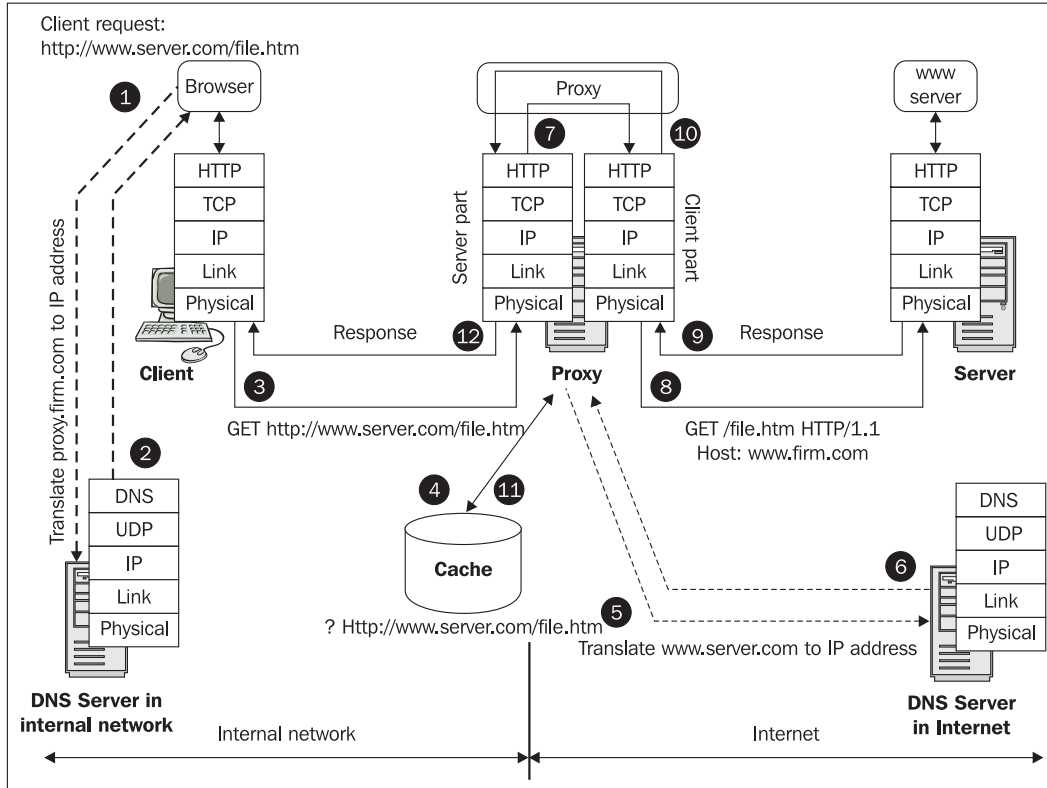 Client request:
http://www.server.com/file.htm
1
Browser
Proxy
www
server
7
10
HTTP
TCP
IP
Link
Physical
Server part
HTTP
TCP
IP
Link
Physical
HTTP
TCP
IP
Link
Physical
Client part
HTTP
TCP
IP
Link
Physical
Translate proxy.firm.com to IP address
Response
12
9
Response
Client
3
Proxy
8
Server
GET http://www.server.com/file.htm
GET /file.htm HTTP/1.1
Host: www.firm.com
2
DNS
UDP
IP
Link
Physical
4
11
Cache
? Http://www.server.com/file.htm
5
6
Translate www.server.com to IP address
DNS
UDP
IP
Link
Physical
DNS Server in
internal network
DNS Server
in Internet
Internal network
Internet